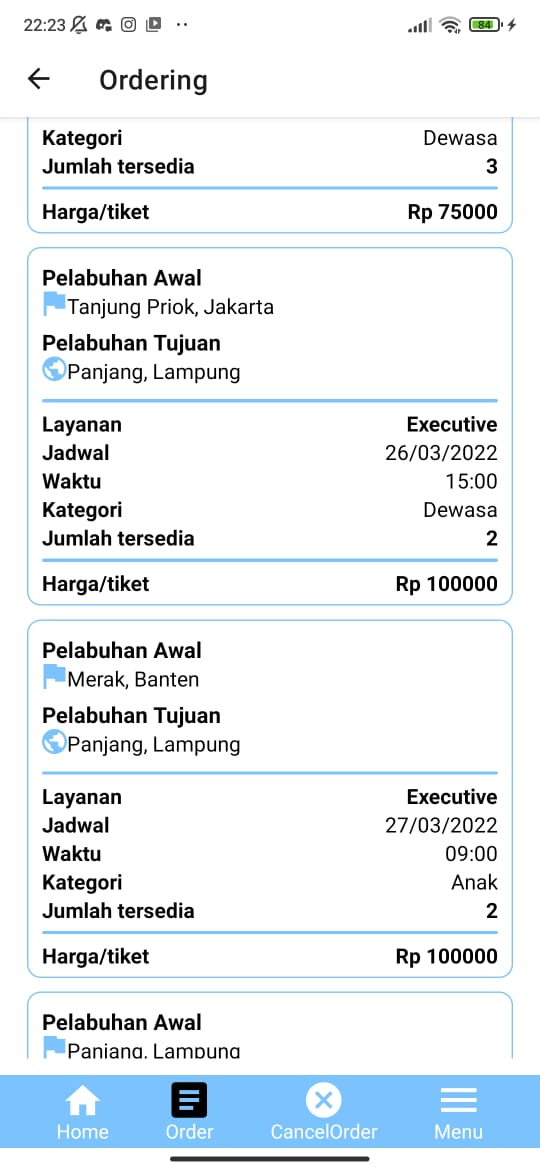 22:23
84
Ordering
Kategori Dewasa
Jumlah tersedia 3
Harga/tiket Rp 75000
Pelabuhan Awal
Tanjung Priok, Jakarta
Pelabuhan Tujuan
Panjang, Lampung
Layanan Executive
Jadwal 26/03/2022
Waktu 15:00
Kategori Dewasa
Jumlah tersedia 2
Harga/tiket Rp 100000
Pelabuhan Awal
Merak, Banten
Pelabuhan Tujuan
Panjang, Lampung
Layanan Executive
Jadwal 27/03/2022
Waktu 09:00
Kategori Anak
Jumlah tersedia 2
Harga/tiket Rp 100000
Pelabuhan Awal
Panjang, Lampung
Home Order CancelOrder Menu